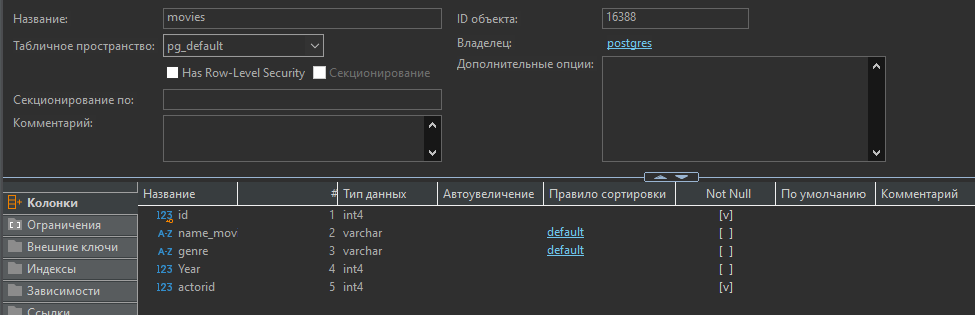 Название: movies ID объекта: 16388
Табличное пространство: pg_default Владелец: postgres
Has Row-Level Security Секционирование Дополнительные опции:
Секционирование по:
Комментарий:
Колонки
Ограничения
Внешние ключи
Индексы
Зависимости
Ссылки
Название # Тип данных Автоувеличение Правило сортировки Not Null По умолчанию Комментарий
123 id 1 int4 [v]
A-Z name_mov 2 varchar default [ ]
A-Z genre 3 varchar default [ ]
123 Year 4 int4 [ ]
123 actorid 5 int4 [v]